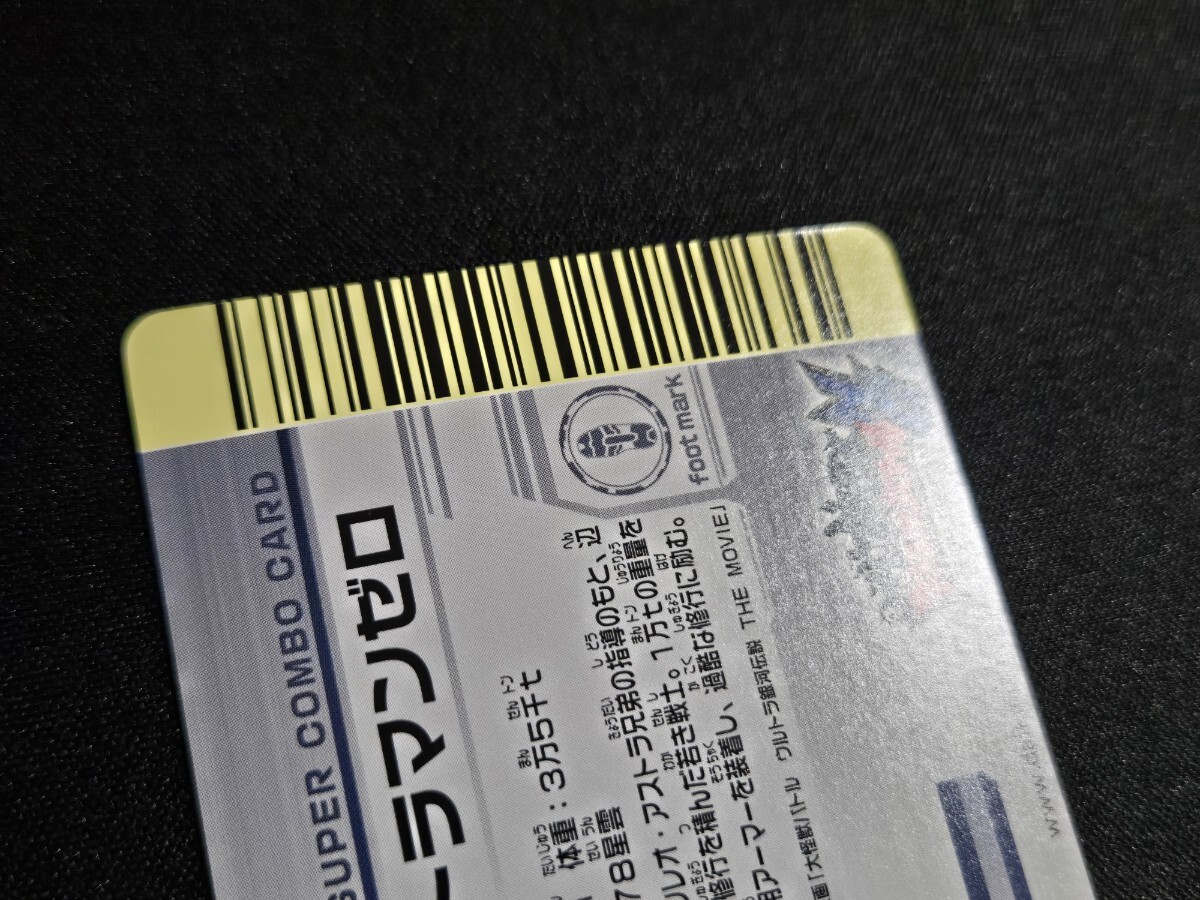 SUPER COMBO CARD
トラマンゼロ
体重:3万5千t
78星雲
レオ・アストラ兄弟の指導のもと、辺
修行を積んだ若き戦士。1万tの重量を
用アーマーを装着し、過酷な修行に励む。
画「大怪獣バトル ウルトラ銀河伝説 THE MOVIE」
foot mark
www.